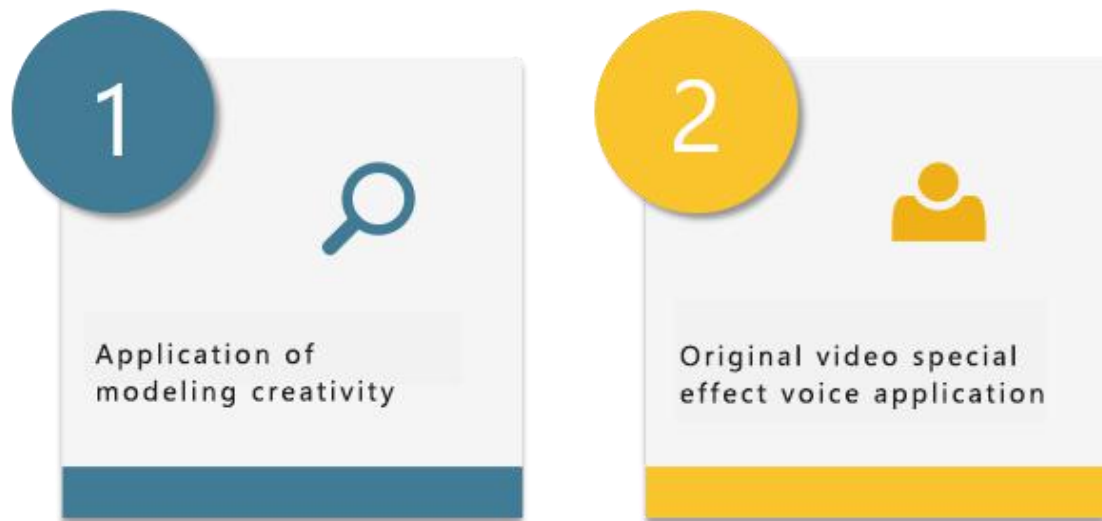 1
Application of
modeling creativity
2
Original video special
effect voice application